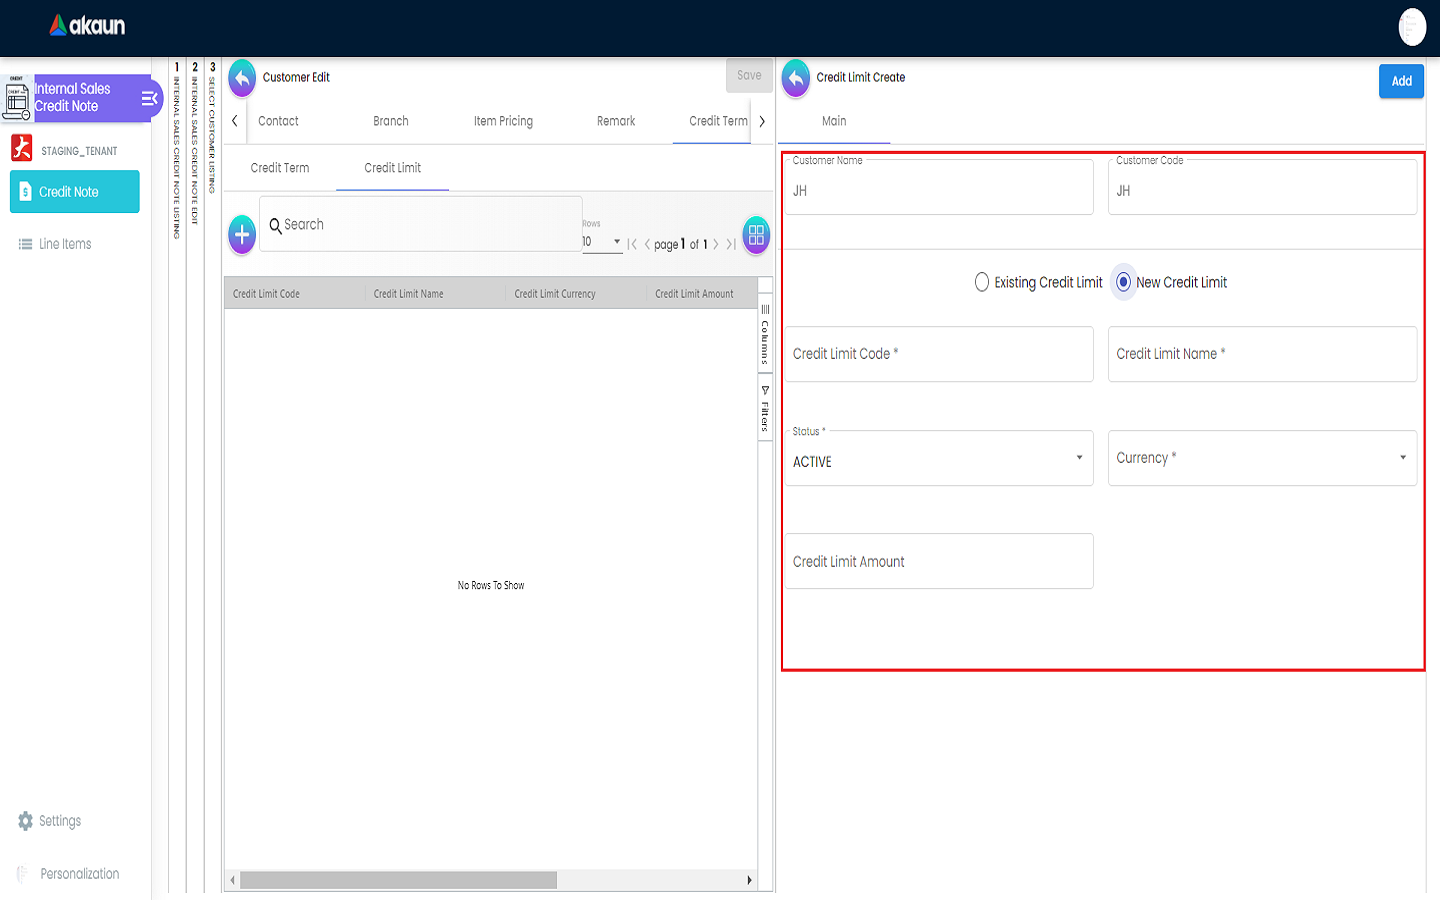 akaun
CREDIT
Internal Sales
Credit Note
STAGING_TENANT
Credit Note
Line Items
Settings
Personalization
1 INTERNAL SALES CREDIT NOTE LISTING
2 INTERNAL SALES CREDIT NOTE EDIT
3 SELECT CUSTOMER LISTING
Customer Edit
Save
Contact Branch Item Pricing Remark Credit Term
Credit Term Credit Limit
Search
Rows
10
page 1 of 1
Credit Limit Code Credit Limit Name Credit Limit Currency Credit Limit Amount
Columns
Filters
No Rows To Show
Credit Limit Create
Add
Main
Customer Name Customer Code
JH JH
Existing Credit Limit New Credit Limit
Credit Limit Code * Credit Limit Name *
Status *
ACTIVE Currency *
Credit Limit Amount